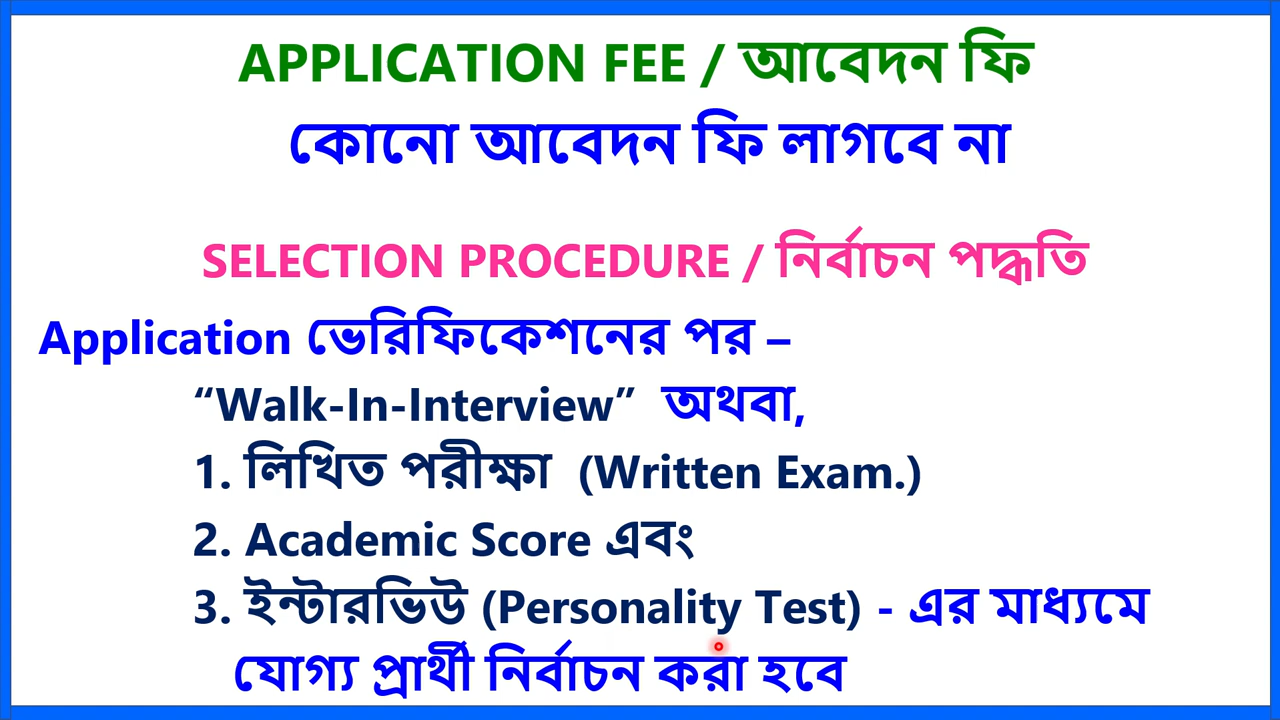 APPLICATION FEE / আবেদন ফি
কোনো আবেদন ফি লাগবে না
SELECTION PROCEDURE / নির্বাচন পদ্ধতি
Application ভেরিফিকেশনের পর –
“Walk-In-Interview” অথবা,
1. লিখিত পরীক্ষা (Written Exam.)
2. Academic Score এবং
3. ইন্টারভিউ (Personality Test) - এর মাধ্যমে
যোগ্য প্রার্থী নির্বাচন করা হবে